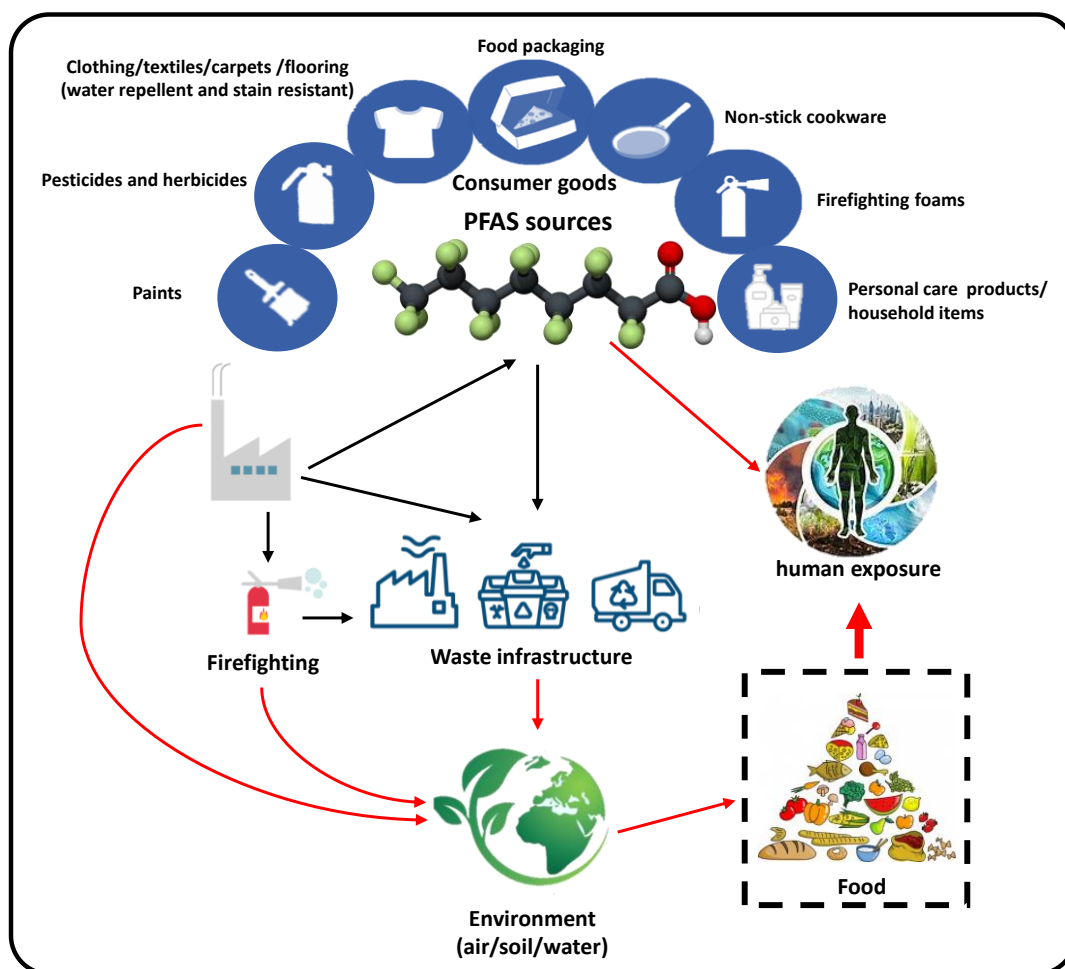 Food packaging
Clothing/textiles/carpets /flooring
(water repellent and stain resistant)
Non-stick cookware
Pesticides and herbicides
Consumer goods
Firefighting foams
PFAS sources
Paints
Personal care products/
household items
human exposure
Firefighting
Waste infrastructure
Food
Environment
(air/soil/water)